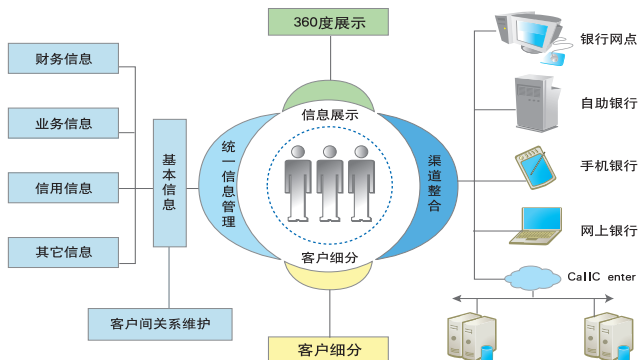 360度展示
财务信息
业务信息
信用信息
其它信息
基本信息
客户间关系维护
统一信息管理
信息展示
客户细分
渠道整合
客户细分
银行网点
自助银行
手机银行
网上银行
CallC enter